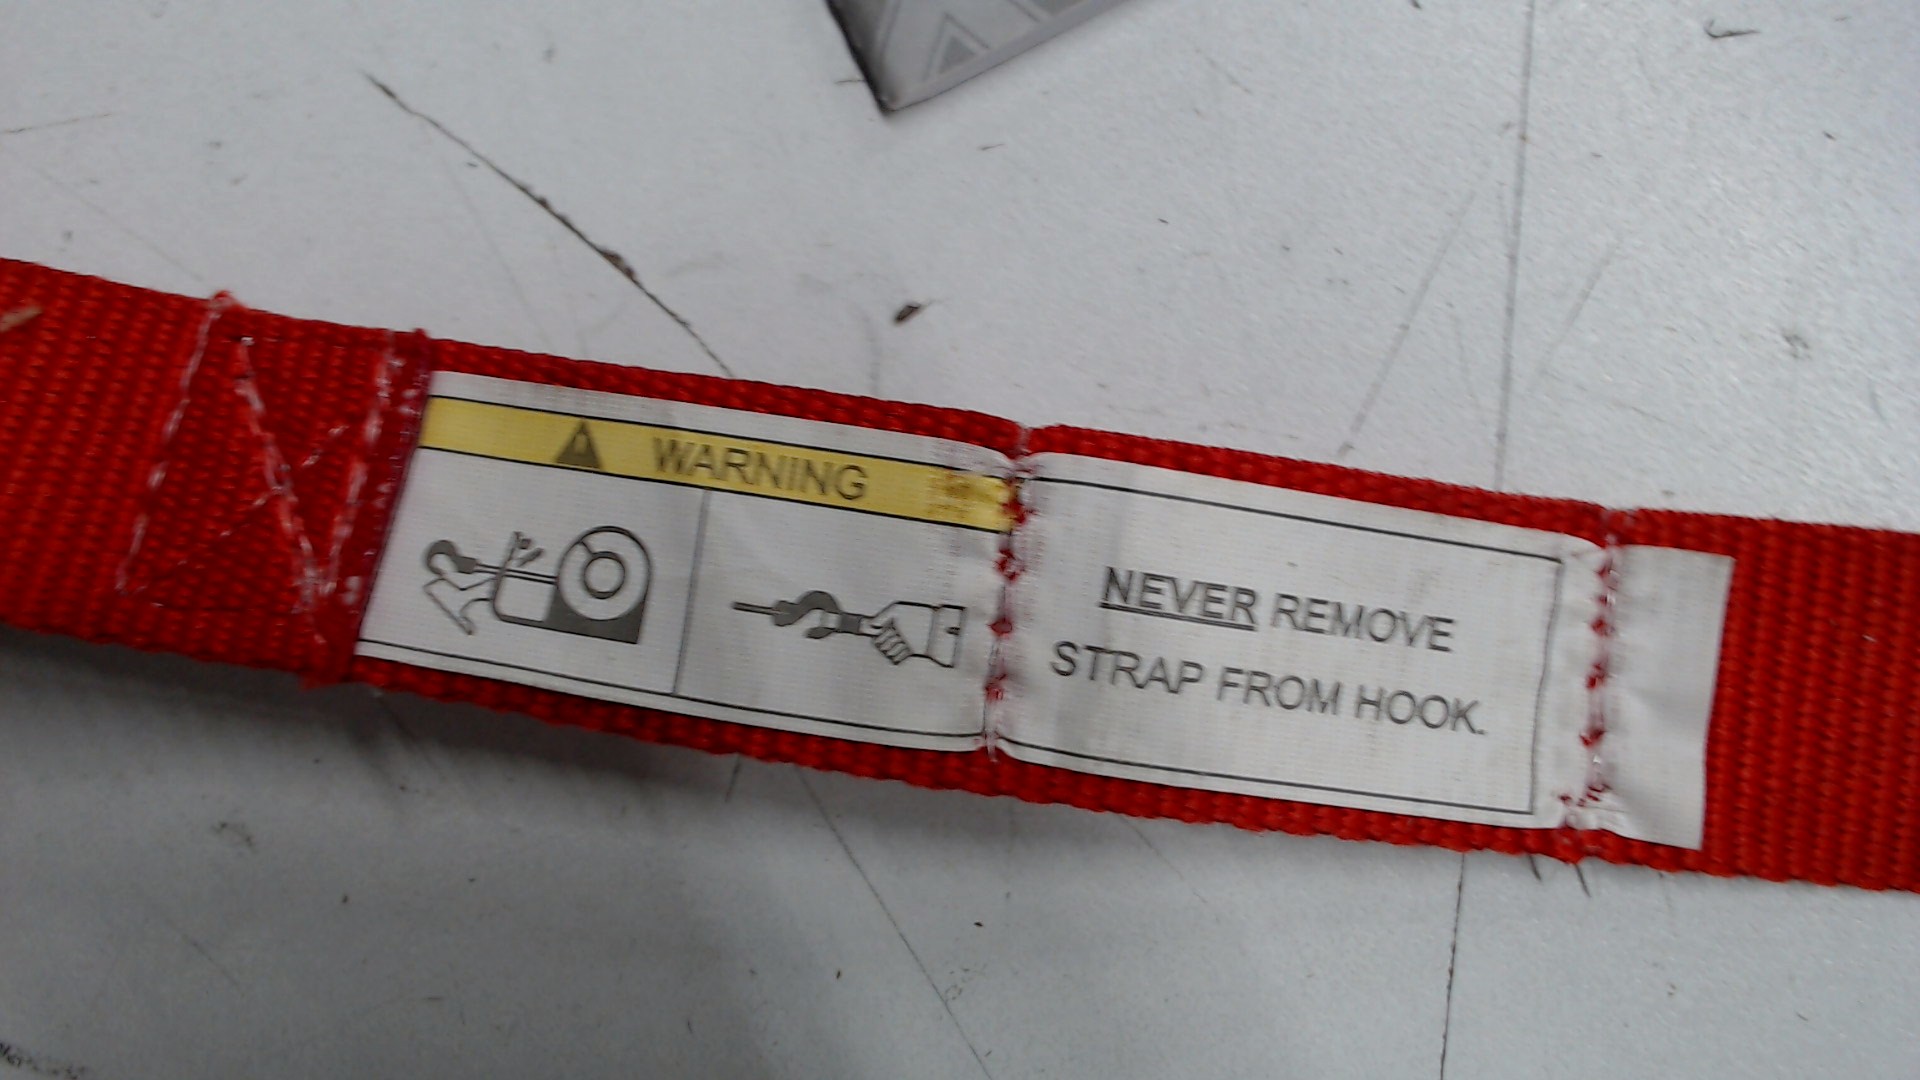 WARNING
NEVER REMOVE
STRAP FROM HOOK.